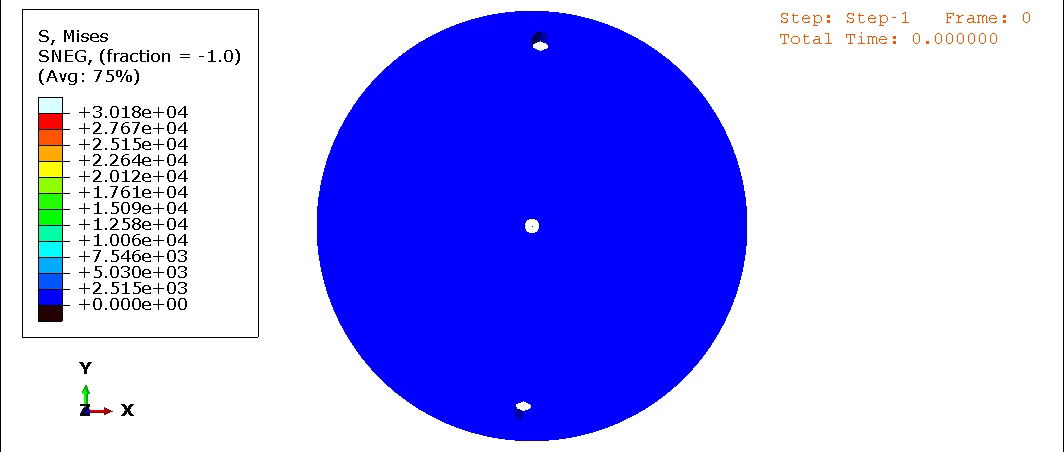 S, Mises
SNEG, (fraction = -1.0)
(Avg: 75%)
+3.018e+04
+2.767e+04
+2.515e+04
+2.264e+04
+2.012e+04
+1.761e+04
+1.509e+04
+1.258e+04
+1.006e+04
+7.546e+03
+5.030e+03
+2.515e+03
+0.000e+00
Step: Step-1 Frame: 0
Total Time: 0.000000
Y
Z X